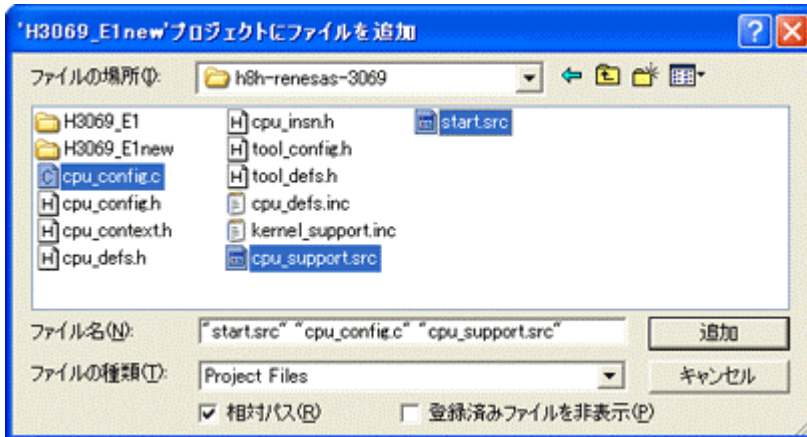 'H3069_E1new'プロジェクトにファイルを追加
ファイルの場所(I):
h8h-renesas-3069
H3069_E1
H3069_E1new
cpu_config.c
cpu_config.h
cpu_context.h
cpu_defs.h
cpu_insn.h
tool_config.h
tool_defs.h
cpu_defs.inc
kernel_support.inc
cpu_support.src
start.src
ファイル名(N):
"start.src" "cpu_config.c" "cpu_support.src"
追加
ファイルの種類(T):
Project Files
キャンセル
相対パス(R)
登録済みファイルを非表示(P)